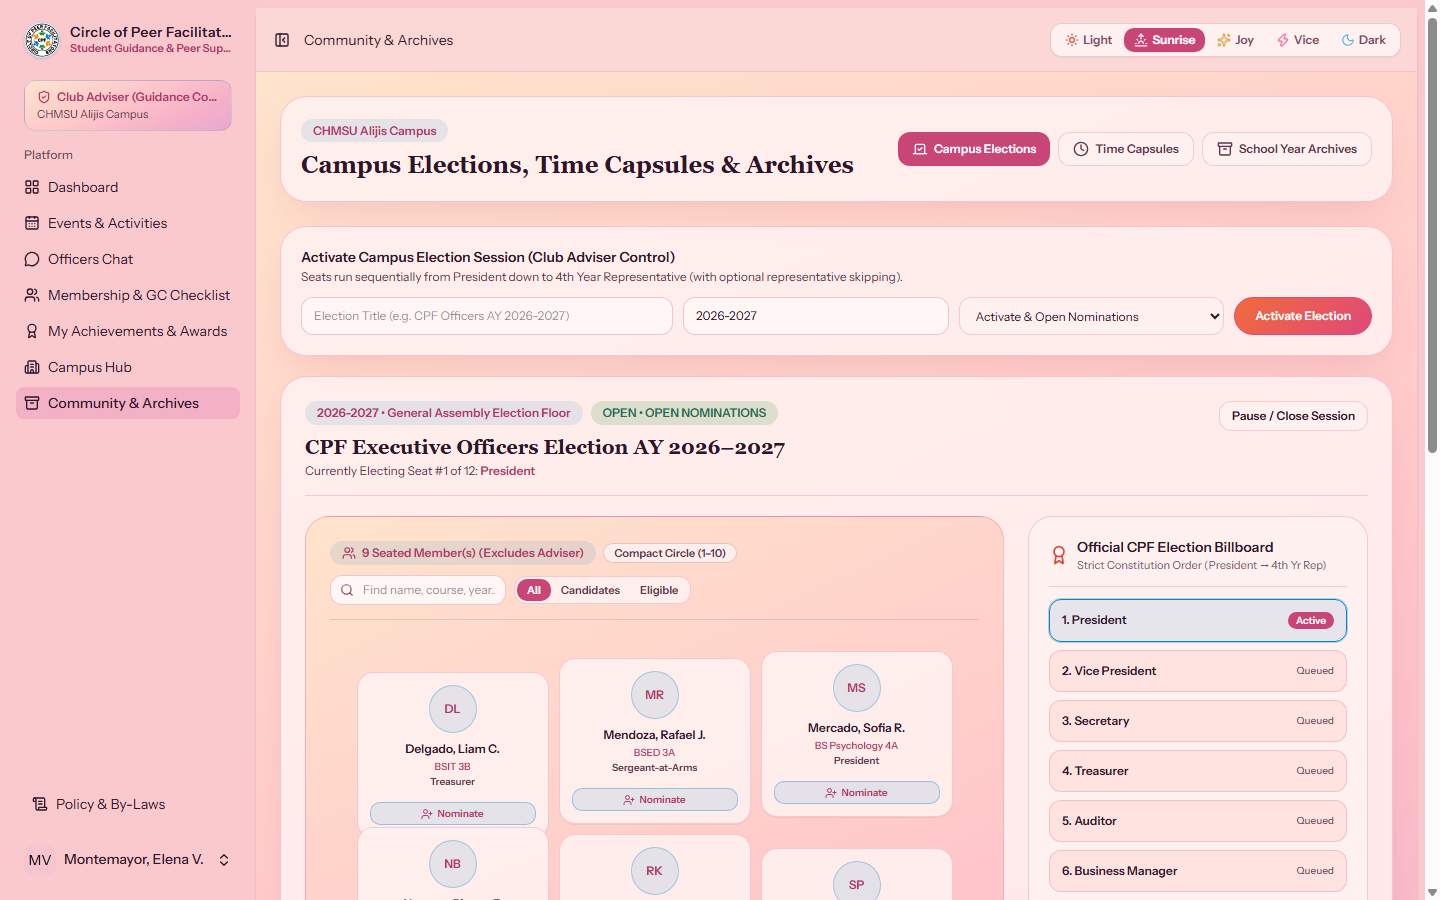 Circle of Peer Facilitat...
Student Guidance & Peer Sup...
Club Adviser (Guidance Co...
CHMSU Alijis Campus
Platform
Dashboard
Events & Activities
Officers Chat
Membership & GC Checklist
My Achievements & Awards
Campus Hub
Community & Archives
Policy & By-Laws
MV Montemayor, Elena V.
Community & Archives
Light Sunrise Joy Vice Dark
CHMSU Alijis Campus
Campus Elections, Time Capsules & Archives
Campus Elections Time Capsules School Year Archives
Activate Campus Election Session (Club Adviser Control)
Seats run sequentially from President down to 4th Year Representative (with optional representative skipping).
Election Title (e.g. CPF Officers AY 2026-2027) 2026-2027 Activate & Open Nominations Activate Election
2026-2027 • General Assembly Election Floor OPEN • OPEN NOMINATIONS
Pause / Close Session
CPF Executive Officers Election AY 2026–2027
Currently Electing Seat #1 of 12: President
9 Seated Member(s) (Excludes Adviser) Compact Circle (1-10)
Find name, course, year. All Candidates Eligible
DL
Delgado, Liam C.
BSIT 3B
Treasurer
Nominate
MR
Mendoza, Rafael J.
BSED 3A
Sergeant-at-Arms
Nominate
MS
Mercado, Sofia R.
BS Psychology 4A
President
Nominate
NB
RK
SP
Official CPF Election Billboard
Strict Constitution Order (President → 4th Yr Rep)
1. President Active
2. Vice President Queued
3. Secretary Queued
4. Treasurer Queued
5. Auditor Queued
6. Business Manager Queued